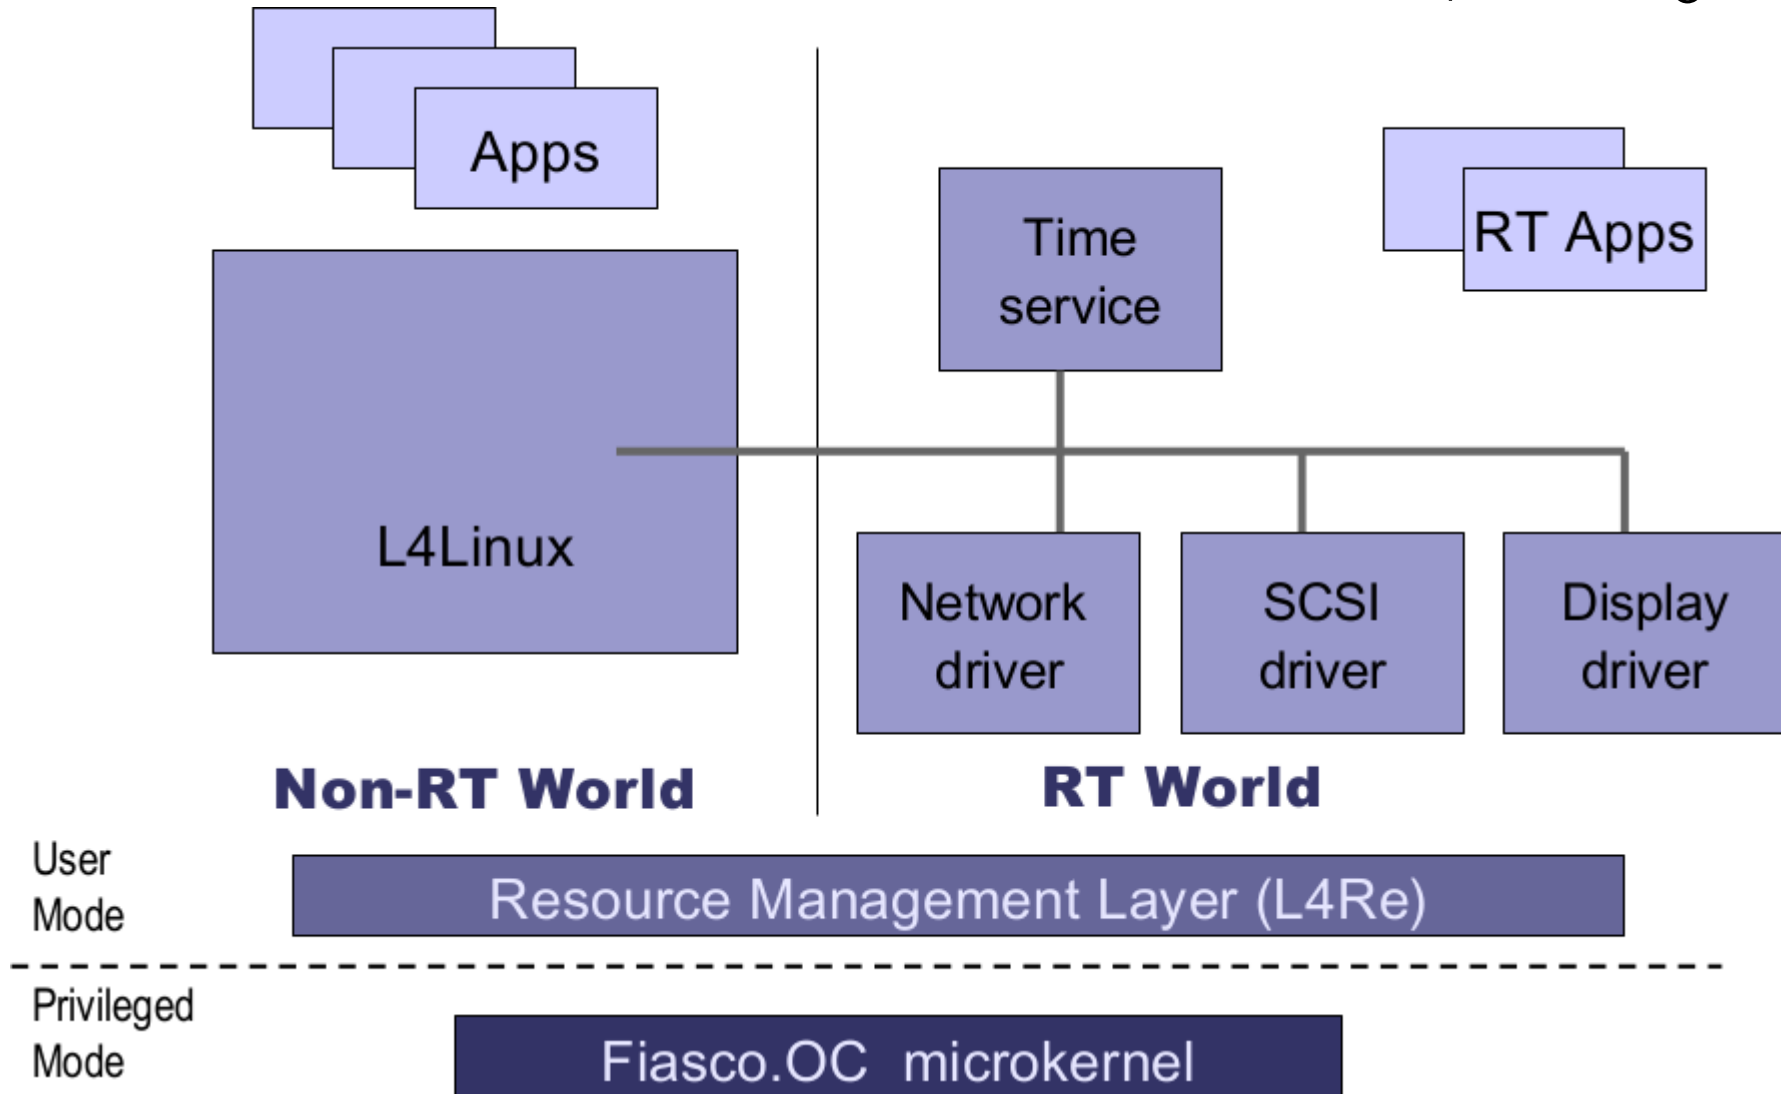 Apps
Time
service
RT Apps
L4Linux
Network
driver
SCSI
driver
Display
driver
Non-RT World
RT World
User
Mode
Resource Management Layer (L4Re)
Privileged
Mode
Fiasco.OC microkernel